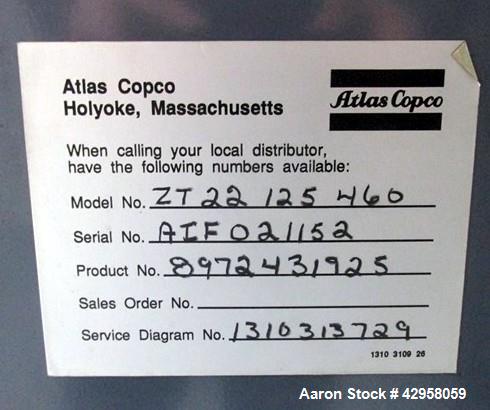 Atlas Copco
Holyoke, Massachusetts
Atlas Copco
When calling your local distributor,
have the following numbers available:
Model No. ZT22 125 460
Serial No. AIF021152
Product No. 8972431925
Sales Order No.
Service Diagram No. 1310313729
1310 3109 26
Aaron Stock # 42958059